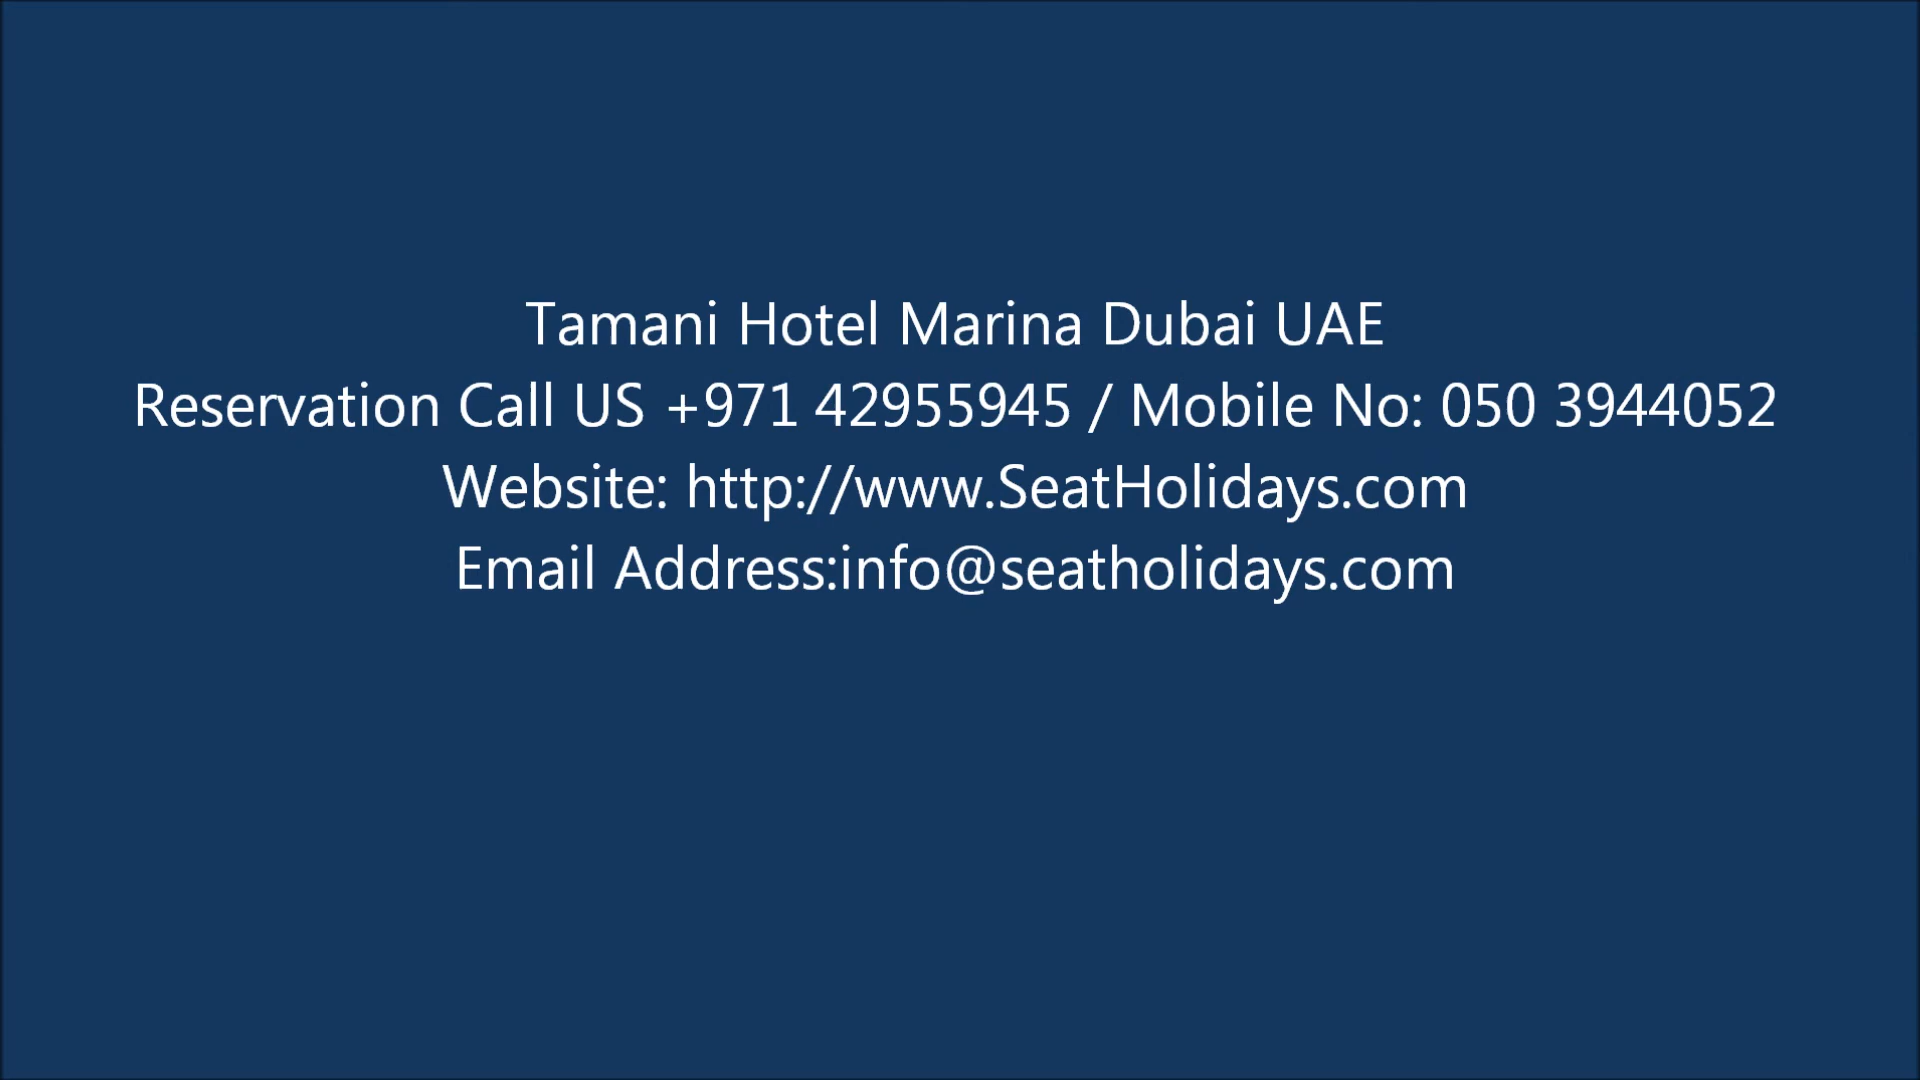 Tamani Hotel Marina Dubai UAE
Reservation Call US +971 42955945 / Mobile No: 050 3944052
Website: http://www.SeatHolidays.com
Email Address:info@seatholidays.com